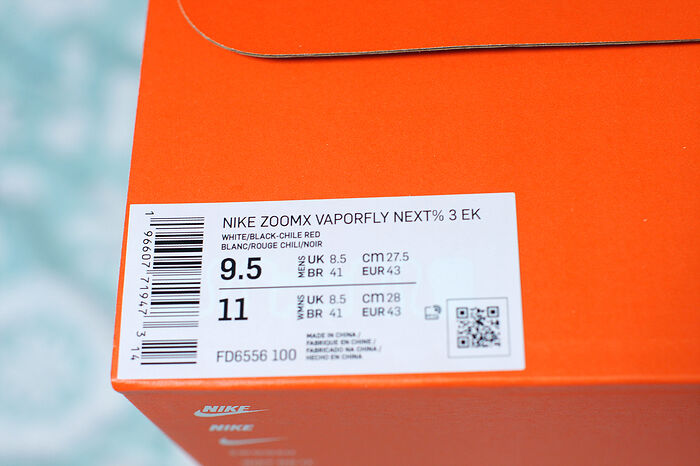 NIKE ZOOMX VAPORFLY NEXT% 3 EK
WHITE/BLACK-CHILE RED
BLANC/ROUGE CHILI/NOIR
9.5 MENS UK 8.5 CM 27.5
BR 41 EUR 43
11 WMNS UK 8.5 CM 28
BR 41 EUR 43
MADE IN CHINA /
FABRIQUE EN CHINE /
FABRICADO NA CHINA /
HECHO EN CHINA
FD6556 100
1 96607 71947 3 14
NIKE
NIKE